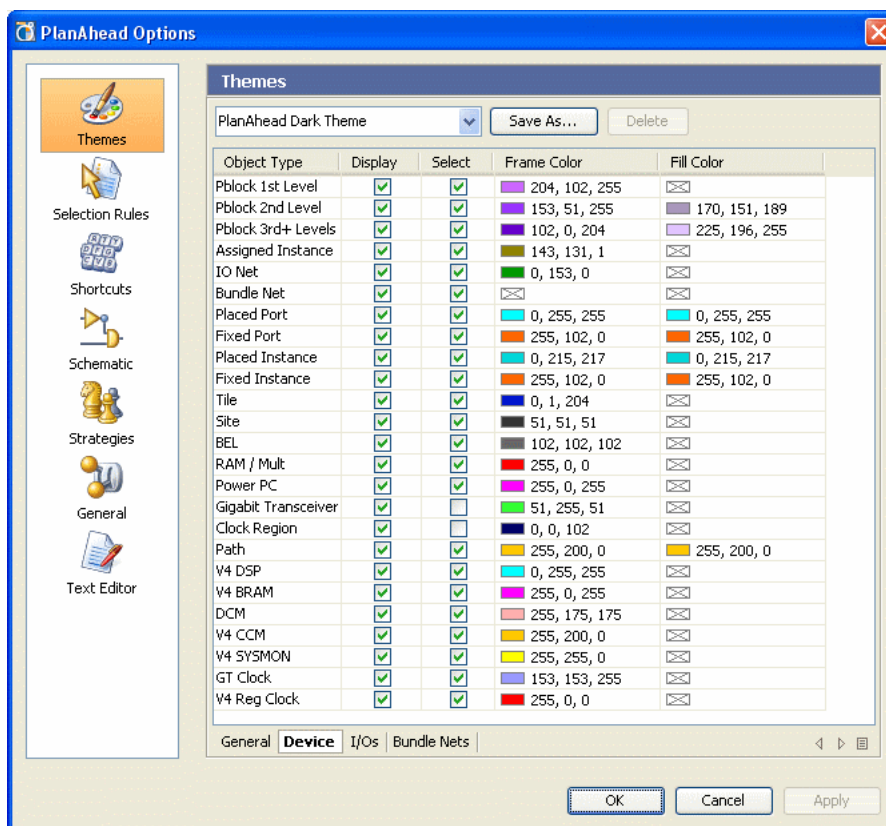 PlanAhead Options
Themes
Selection Rules
Shortcuts
Schematic
Strategies
General
Text Editor
Themes
PlanAhead Dark Theme Save As... Delete
Object Type Display Select Frame Color Fill Color
Pblock 1st Level 204, 102, 255
Pblock 2nd Level 153, 51, 255 170, 151, 189
Pblock 3rd+ Levels 102, 0, 204 225, 196, 255
Assigned Instance 143, 131, 1
IO Net 0, 153, 0
Bundle Net
Placed Port 0, 255, 255 0, 255, 255
Fixed Port 255, 102, 0 255, 102, 0
Placed Instance 0, 215, 217 0, 215, 217
Fixed Instance 255, 102, 0 255, 102, 0
Tile 0, 1, 204
Site 51, 51, 51
BEL 102, 102, 102
RAM / Mult 255, 0, 0
Power PC 255, 0, 255
Gigabit Transceiver 51, 255, 51
Clock Region 0, 0, 102
Path 255, 200, 0 255, 200, 0
V4 DSP 0, 255, 255
V4 BRAM 255, 0, 255
DCM 255, 175, 175
V4 CCM 255, 200, 0
V4 SYSMON 255, 255, 0
GT Clock 153, 153, 255
V4 Reg Clock 255, 0, 0
General Device I/Os Bundle Nets
OK Cancel Apply